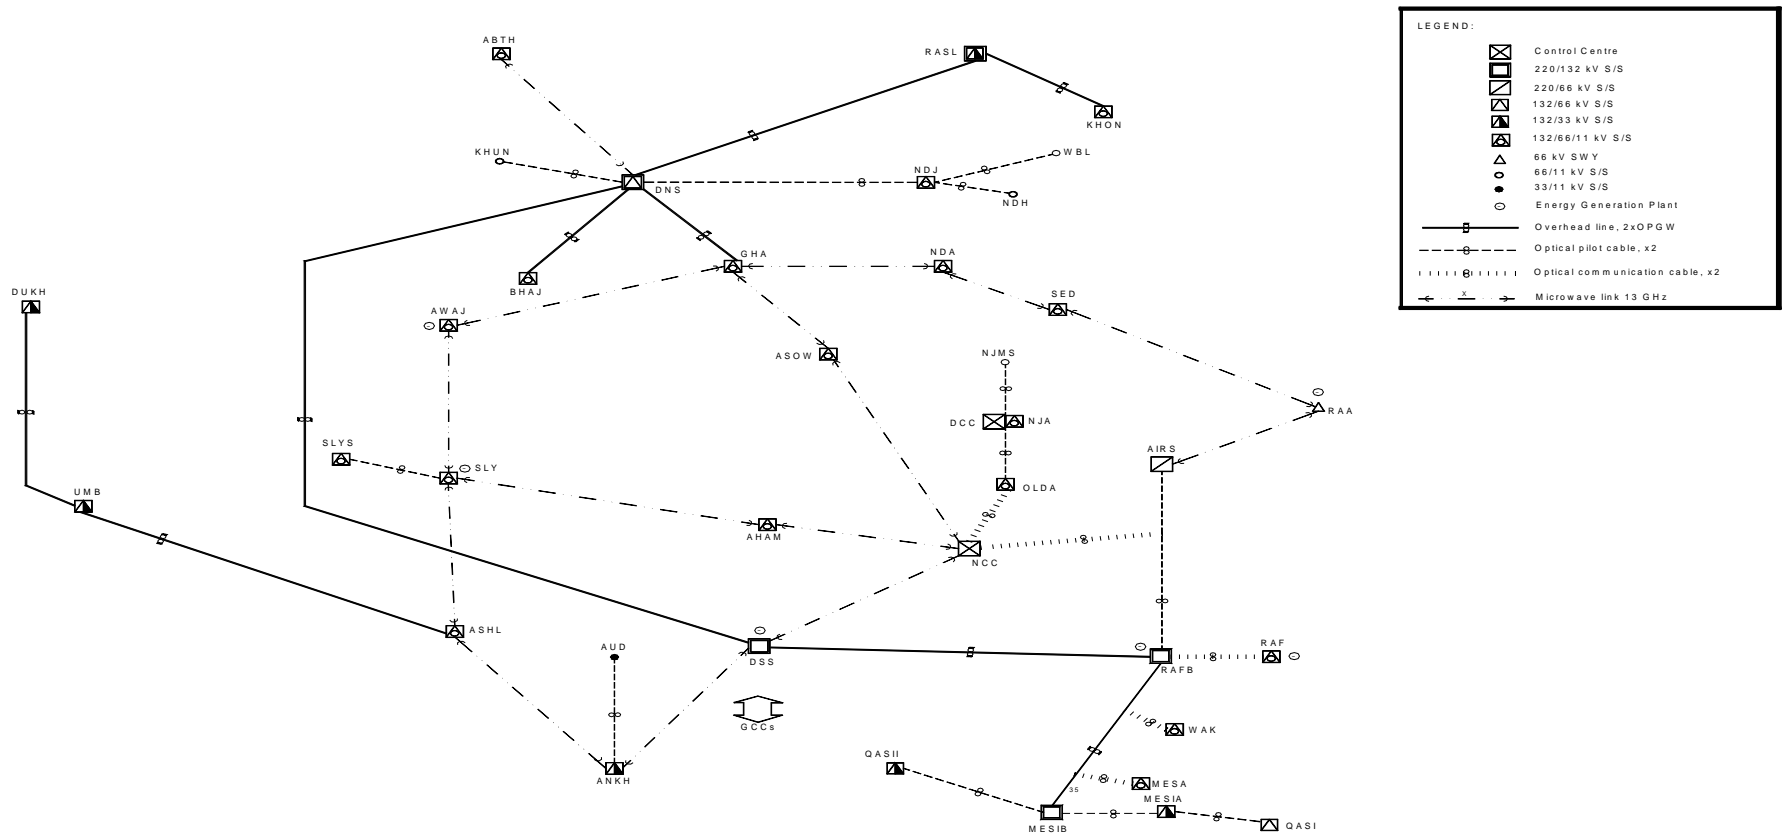 LEGEND:
Control Centre
220/132 kV S/S
220/66 kV S/S
132/66 kV S/S
132/33 kV S/S
132/66/11 kV S/S
66 kV SWY
66/11 kV S/S
33/11 kV S/S
Energy Generation Plant
Overhead line, 2xOPGW
Optical pilot cable, x2
Optical communication cable, x2
X
Microwave link 13 GHz
ABTH
RASL
KHON
KHUN
WBL
NDJ
DNS
NDH
GHA
NDA
BHAJ
DUKH
SED
AWAJ
ASOW
NJMS
RAA
DCC
NJA
SLYS
AIRS
SLY
OLDA
UMB
AHAM
NCC
ASHL
AUD
DSS
RAF
RAFB
GCCs
WAK
QASII
ANKH
MESA
35
MESIA
MESIB
QASI